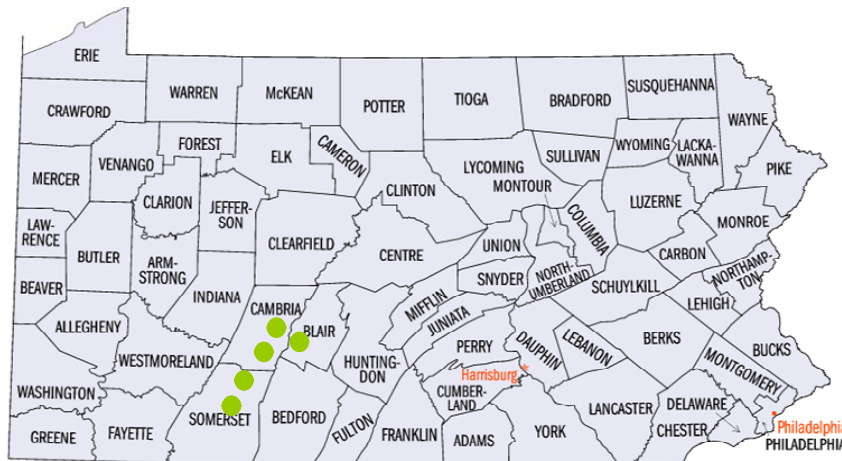 ERIE
CRAWFORD
WARREN
McKEAN
POTTER
TIOGA
BRADFORD
SUSQUEHANNA
WAYNE
MERCER
VENANGO
FOREST
ELK
CAMERON
CLINTON
LYCOMING
SULLIVAN
WYOMING
LACKA-
WANNA
PIKE
MONTOUR
LAW-
RENCE
BUTLER
CLARION
JEFFER-
SON
CLEARFIELD
CENTRE
UNION
COLUMBIA
LUZERNE
MONROE
BEAVER
ARM-
STRONG
INDIANA
SNYDER
NORTH-
UMBERLAND
SCHUYLKILL
CARBON
NORTHAMP-
TON
LEHIGH
ALLEGHENY
CAMBRIA
BLAIR
MIFFLIN
JUNIATA
PERRY
DAUPHIN
LEBANON
BERKS
BUCKS
WESTMORELAND
HUNTING-
DON
Harrisburg
CUMBER-
LAND
MONTGOMERY
WASHINGTON
SOMERSET
BEDFORD
FULTON
FRANKLIN
ADAMS
YORK
LANCASTER
DELAWARE
CHESTER
GREENE
FAYETTE
Philadelphia
PHILADELPHIA